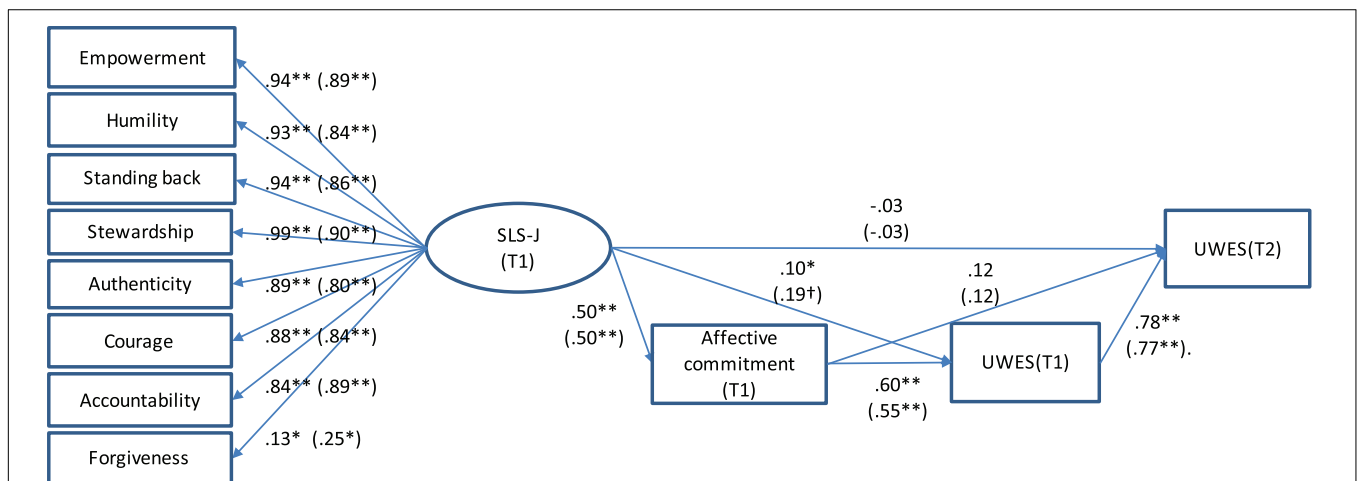 Empowerment
.94** (.89**)
Humility
.93** (.84**)
Standing back
.94** (.86**)
Stewardship
.99** (.90**)
Authenticity
.89** (.80**)
Courage
.88** (.84**)
Accountability
.84** (.89**)
Forgiveness
.13* (.25*)
SLS-J
(T1)
-.03
(-.03)
.10*
(.19†)
.12
(.12)
.50**
(.50**)
Affective
commitment
(T1)
.60**
(.55**)
UWES(T1)
.78**
(.77**).
UWES(T2)